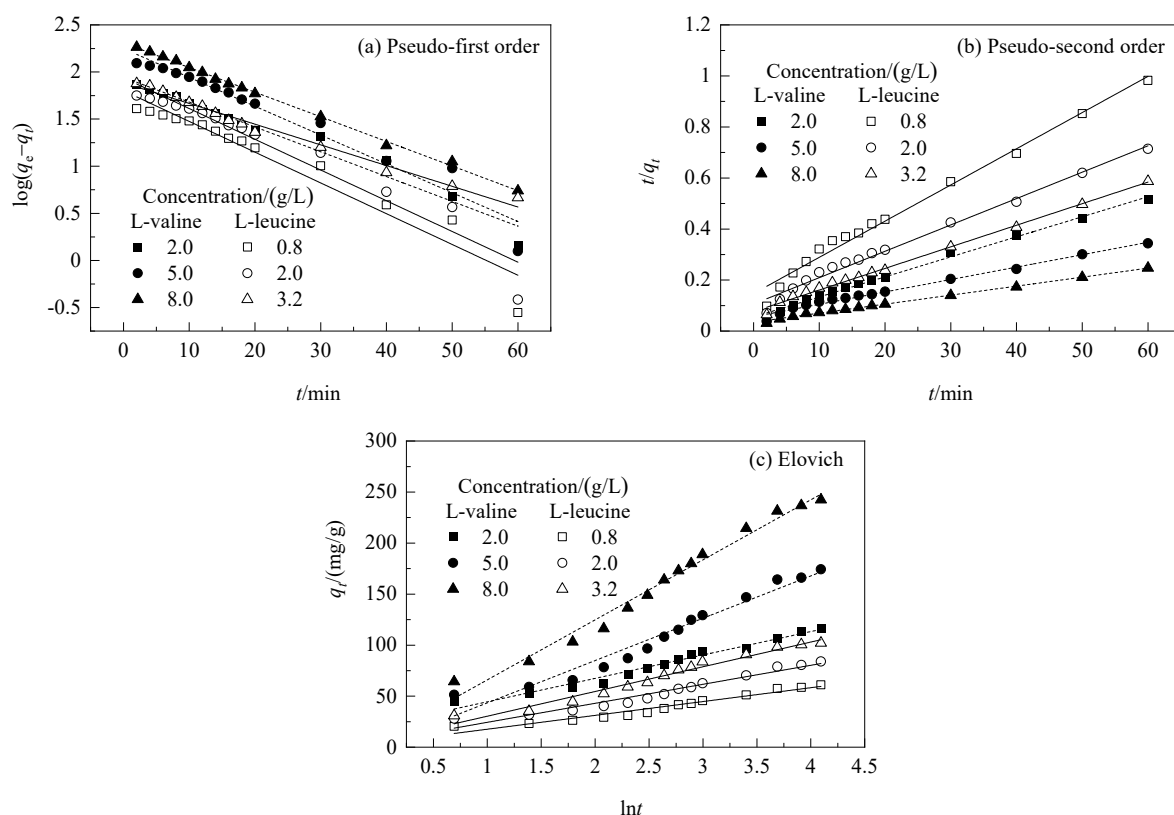 (a) Pseudo-first order
2.5
2.0
1.5
1.0
0.5
0
-0.5
log(qe−qt)
Concentration/(g/L)
L-valine L-leucine
2.0 0.8
5.0 2.0
8.0 3.2
0 10 20 30 40 50 60
t/min
(b) Pseudo-second order
1.2
1
0.8
0.6
0.4
0.2
0
t/qt
Concentration/(g/L)
L-valine L-leucine
2.0 0.8
5.0 2.0
8.0 3.2
0 10 20 30 40 50 60
t/min
(c) Elovich
300
250
200
150
100
50
0
qt/(mg/g)
Concentration/(g/L)
L-valine L-leucine
2.0 0.8
5.0 2.0
8.0 3.2
0.5 1 1.5 2 2.5 3 3.5 4 4.5
lnt